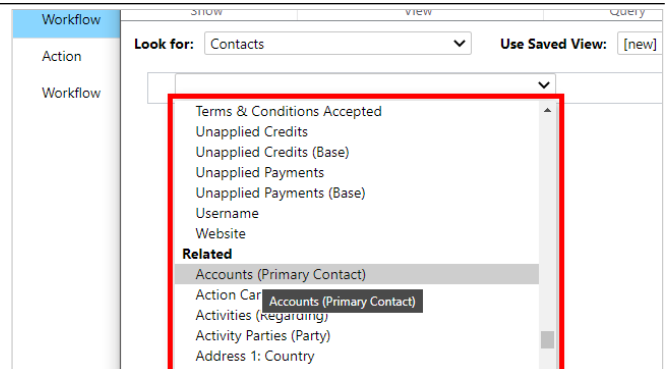 Show View Query
Workflow
Look for: Contacts Use Saved View: [new]
Action
Workflow
Terms & Conditions Accepted
Unapplied Credits
Unapplied Credits (Base)
Unapplied Payments
Unapplied Payments (Base)
Username
Website
Related
Accounts (Primary Contact)
Action Car
Accounts (Primary Contact)
Activities (Regarding)
Activity Parties (Party)
Address 1: Country